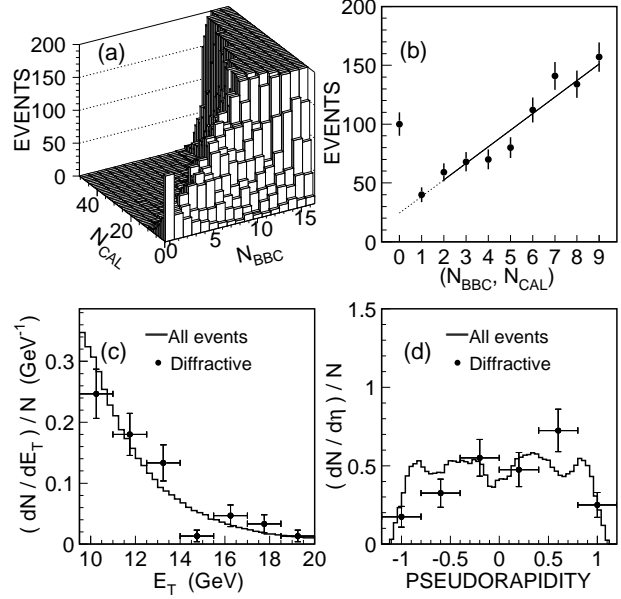 (a)
EVENTS
200
150
100
50
0
40
20
0
N_CAL
0
5
10
15
N_BBC
(b)
EVENTS
200
150
100
50
0
0 1 2 3 4 5 6 7 8 9
(N_BBC, N_CAL)
(c)
All events
Diffractive
( dN / dE_T ) / N (GeV⁻¹)
0.3
0.2
0.1
0
10 12 14 16 18 20
E_T (GeV)
(d)
All events
Diffractive
( dN / dη ) / N
1.5
1
0.5
0
-1 -0.5 0 0.5 1
PSEUDORAPIDITY